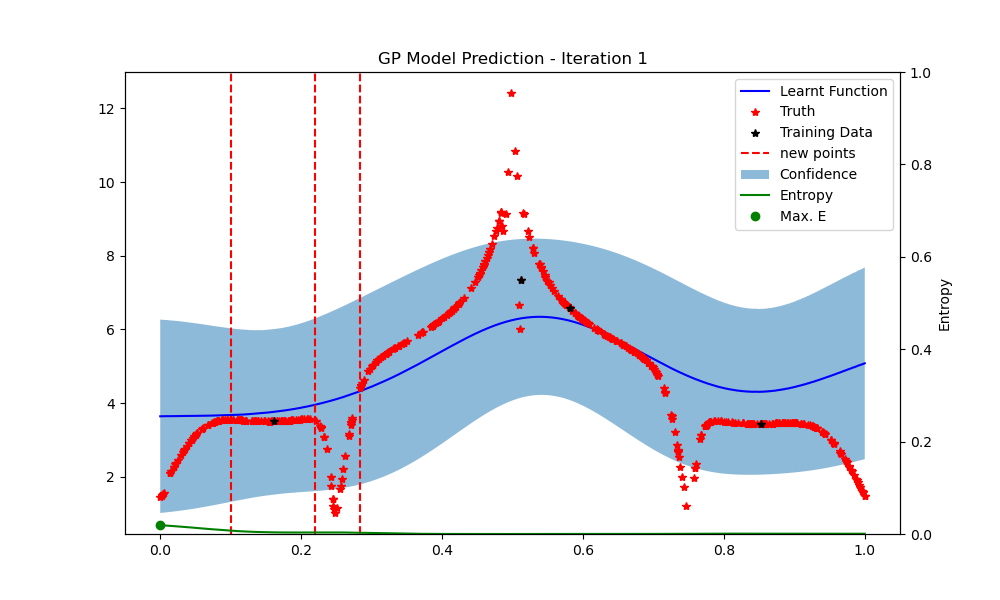 GP Model Prediction - Iteration 1
12
10
8
6
4
2
0.0
0.2
0.4
0.6
0.8
1.0
1.0
0.8
0.6
0.4
0.2
0.0
Entropy
Learnt Function
Truth
Training Data
new points
Confidence
Entropy
Max. E